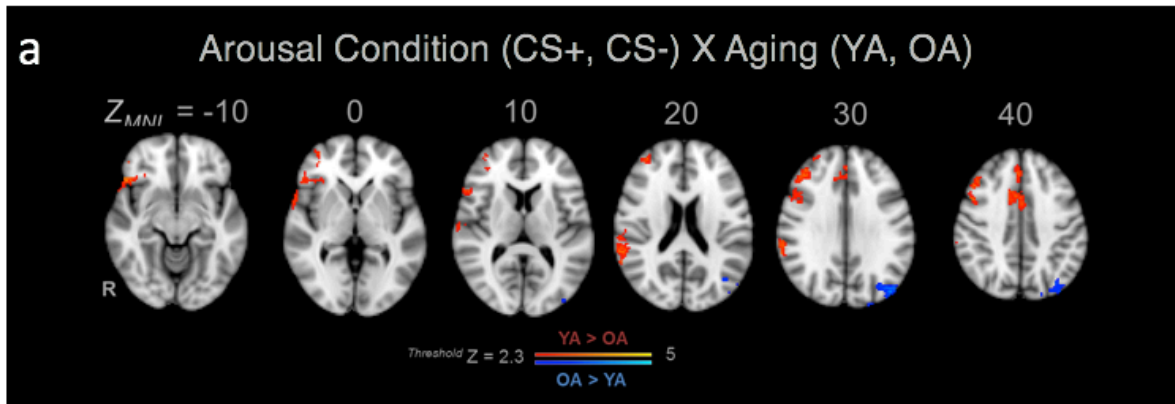 a
Arousal Condition (CS+, CS-) X Aging (YA, OA)
Z_MNI = -10 0 10 20 30 40
R
YA > OA
Threshold Z = 2.3 5
OA > YA